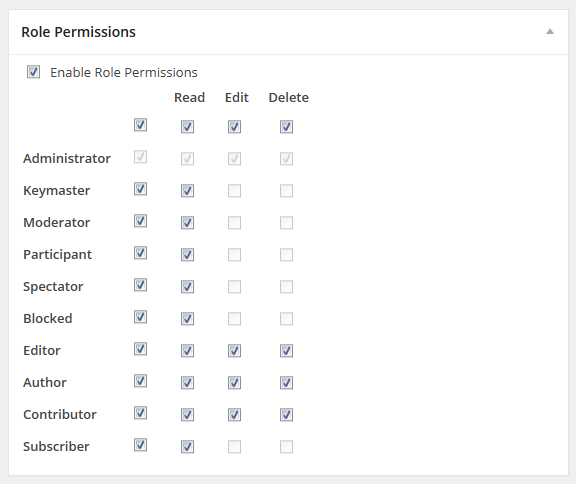 Role Permissions
Enable Role Permissions
Read Edit Delete
Administrator
Keymaster
Moderator
Participant
Spectator
Blocked
Editor
Author
Contributor
Subscriber